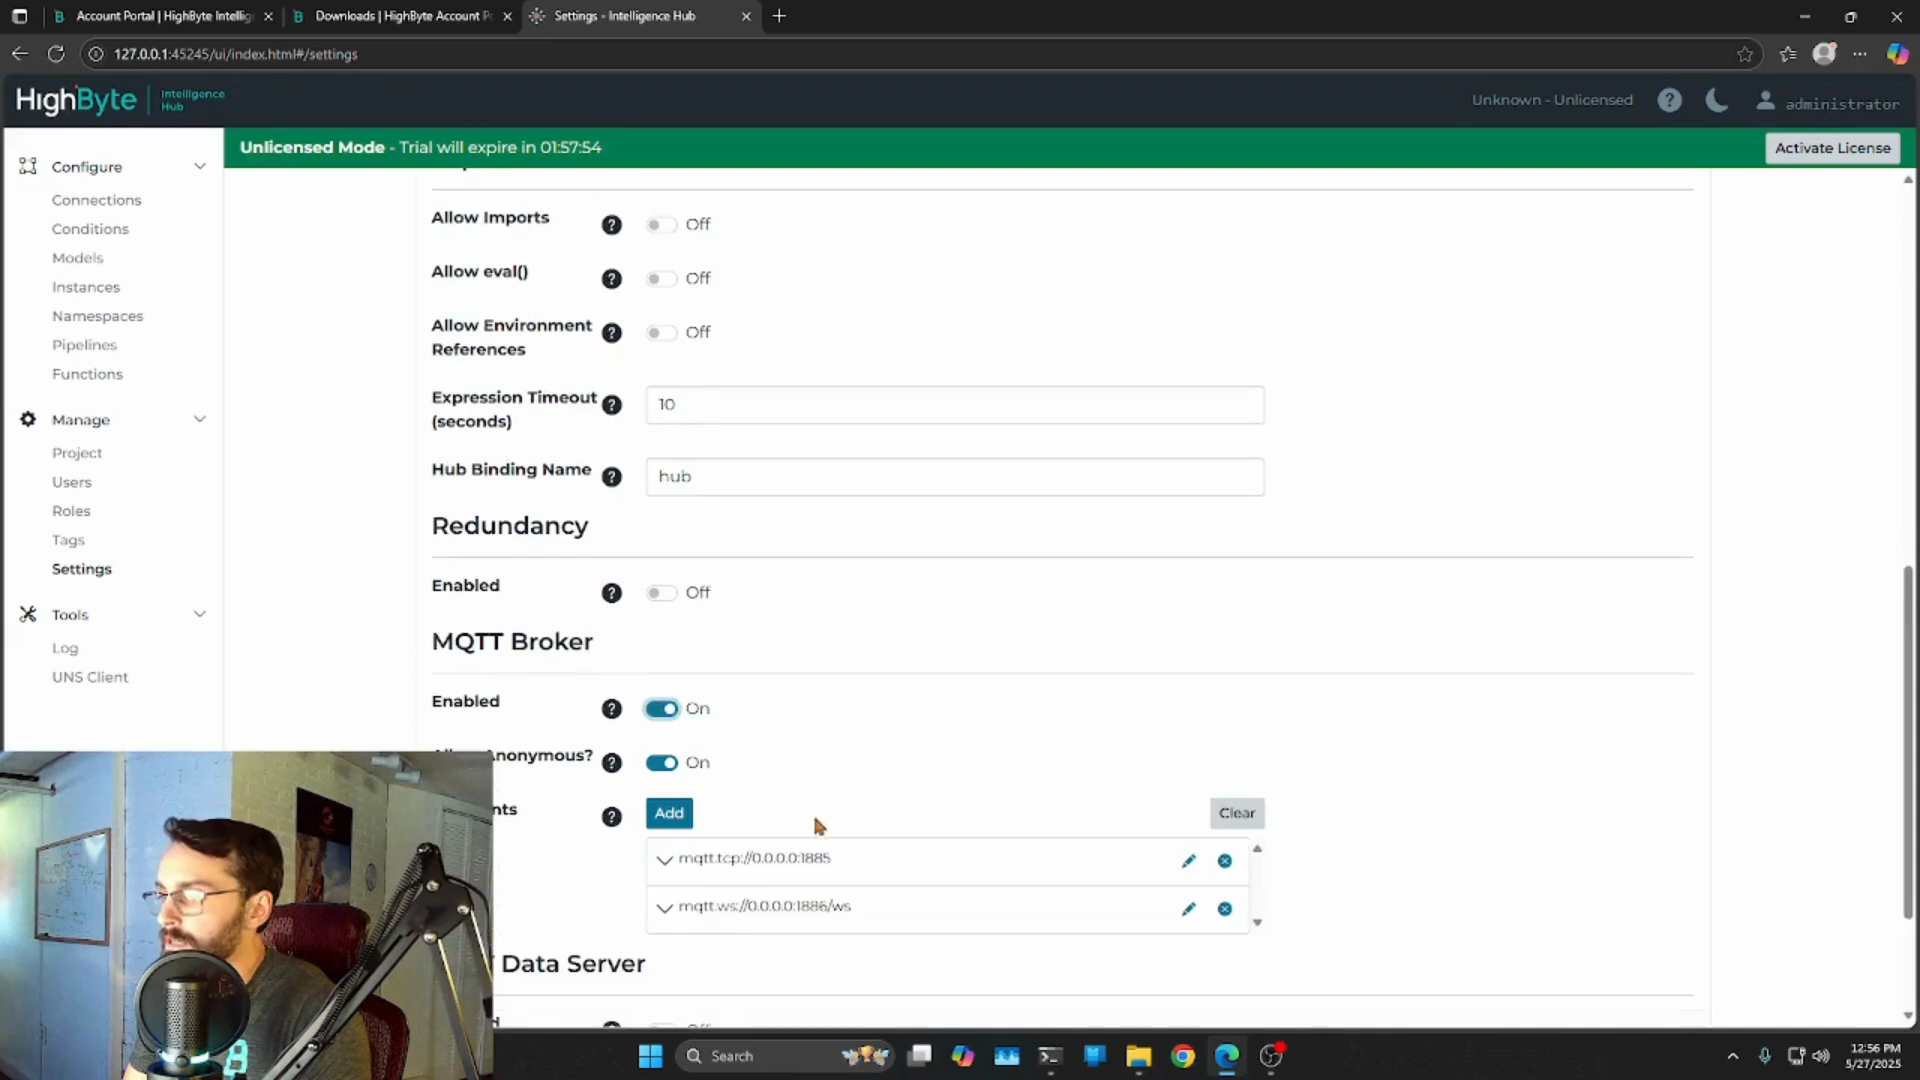 Account Portal | HighByte Intellig
Downloads | HighByte Account P
Settings - Intelligence Hub
127.0.0.1:45245/ui/index.html#/settings
HighByte
Intelligence
Hub
Unknown - Unlicensed
administrator
Unlicensed Mode - Trial will expire in 01:57:54
Activate License
Configure
Connections
Conditions
Models
Instances
Namespaces
Pipelines
Functions
Manage
Project
Users
Roles
Tags
Settings
Tools
Log
UNS Client
Allow Imports
Off
Allow eval()
Off
Allow Environment
References
Off
Expression Timeout
(seconds)
10
Hub Binding Name
hub
Redundancy
Enabled
Off
MQTT Broker
Enabled
On
nonymous?
On
nts
Add
Clear
mqtt.tcp://0.0.0.0:1885
mqtt.ws://0.0.0.0:1886/ws
Data Server
Search
12:56 PM
5/27/2025